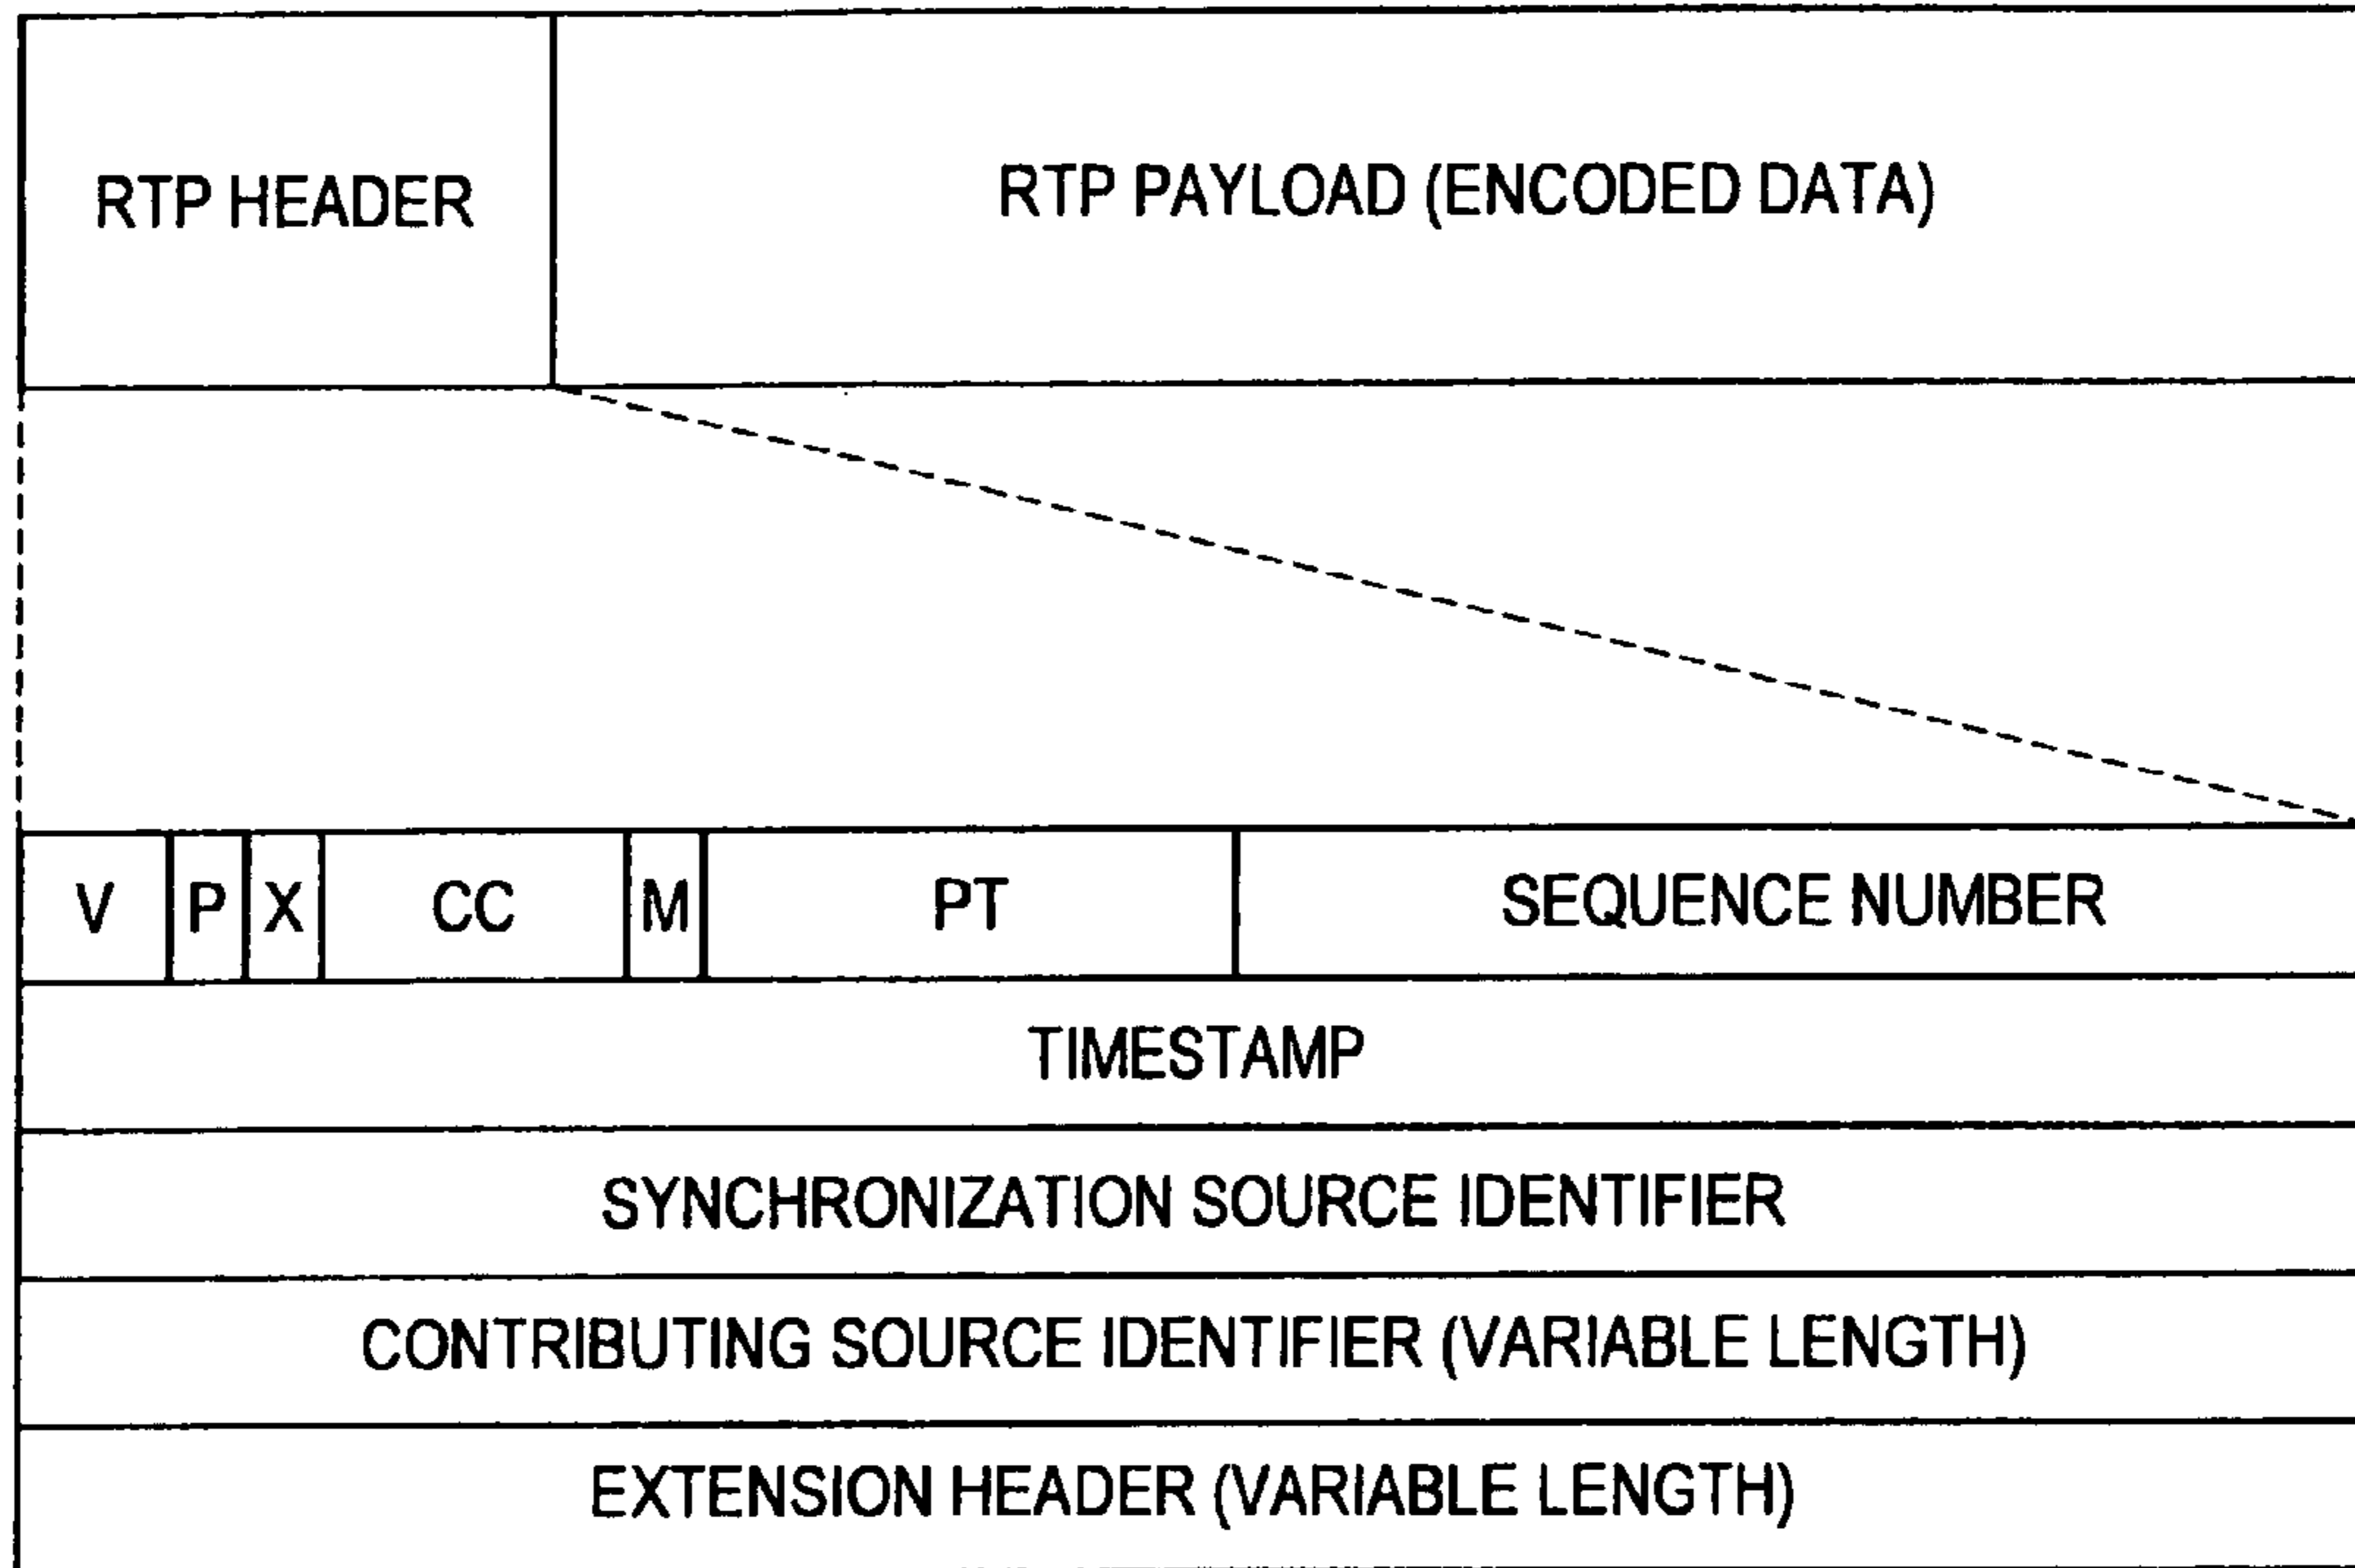 RTP HEADER
RTP PAYLOAD (ENCODED DATA)
V P X CC M PT SEQUENCE NUMBER
TIMESTAMP
SYNCHRONIZATION SOURCE IDENTIFIER
CONTRIBUTING SOURCE IDENTIFIER (VARIABLE LENGTH)
EXTENSION HEADER (VARIABLE LENGTH)